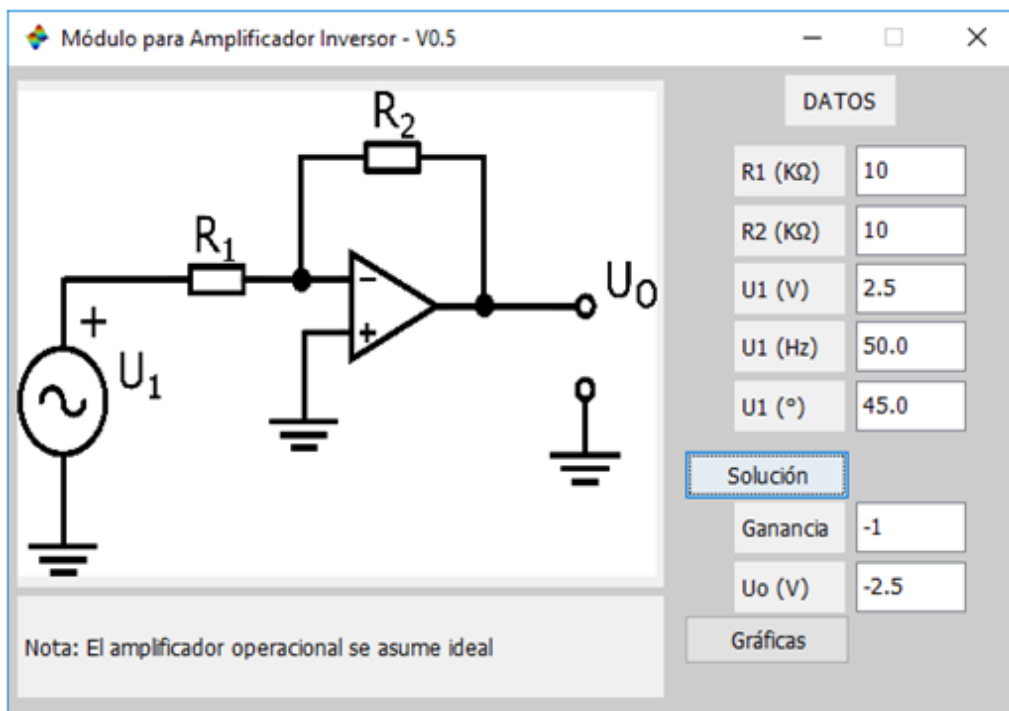 Módulo para Amplificador Inversor - V0.5
R₂
R₁
−
+
+
U₁
U₀
DATOS
R1 (KΩ) 10
R2 (KΩ) 10
U1 (V) 2.5
U1 (Hz) 50.0
U1 (°) 45.0
Solución
Ganancia -1
Uo (V) -2.5
Gráficas
Nota: El amplificador operacional se asume ideal